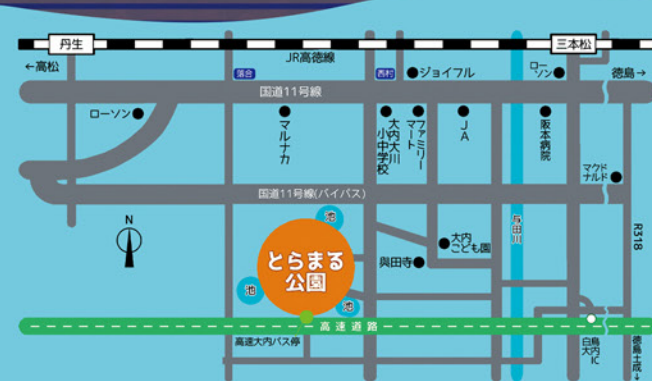 丹生
三本松
←高松
JR高徳線
落合
西村
ジョイフル
ローソン
徳島→
国道11号線
ローソン
マルナカ
大内大川
小中学校
ファミリー
マート
JA
阪本病院
マクド
ナルド
国道11号線(バイパス)
N
池
与田川
R318
とらまる
公園
大内
こども園
與田寺
池
池
高速道路
高速大内バス停
白鳥
大内IC
徳島土成→